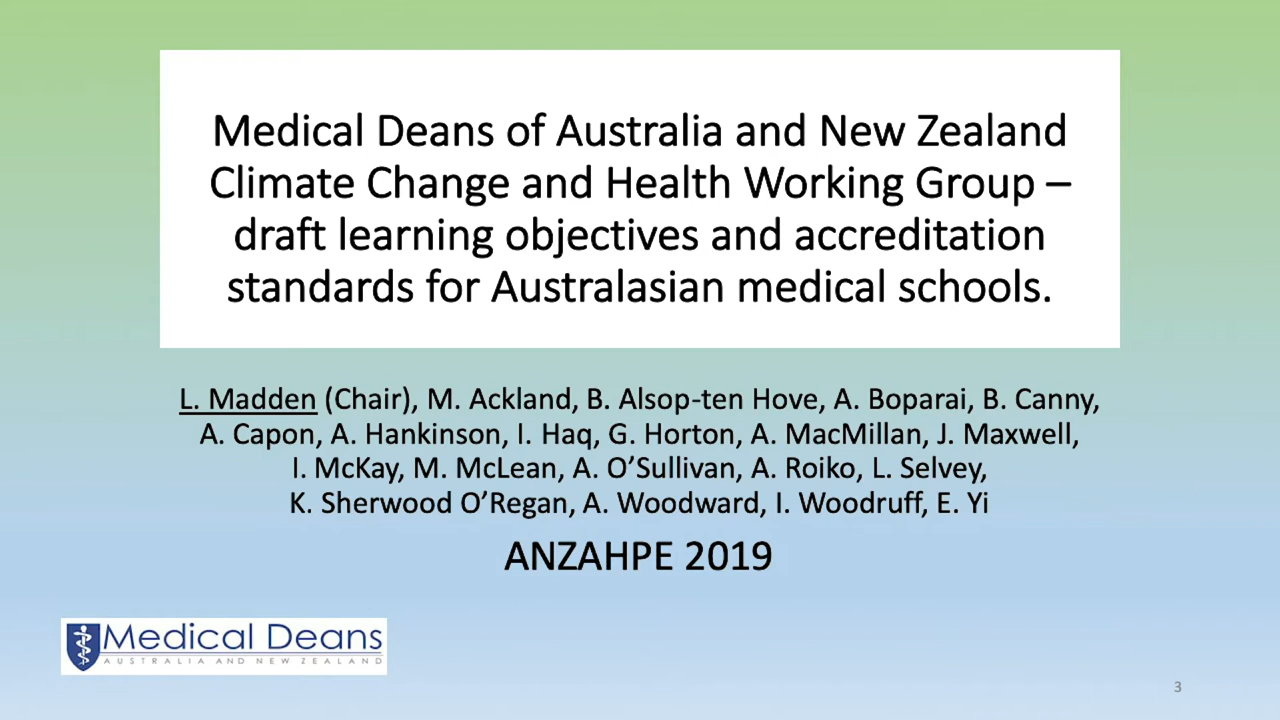 Medical Deans of Australia and New Zealand
Climate Change and Health Working Group –
draft learning objectives and accreditation
standards for Australasian medical schools.
L. Madden (Chair), M. Ackland, B. Alsop-ten Hove, A. Boparai, B. Canny,
A. Capon, A. Hankinson, I. Haq, G. Horton, A. MacMillan, J. Maxwell,
I. McKay, M. McLean, A. O’Sullivan, A. Roiko, L. Selvey,
K. Sherwood O’Regan, A. Woodward, I. Woodruff, E. Yi
ANZAHPE 2019
Medical Deans
AUSTRALIA AND NEW ZEALAND
3